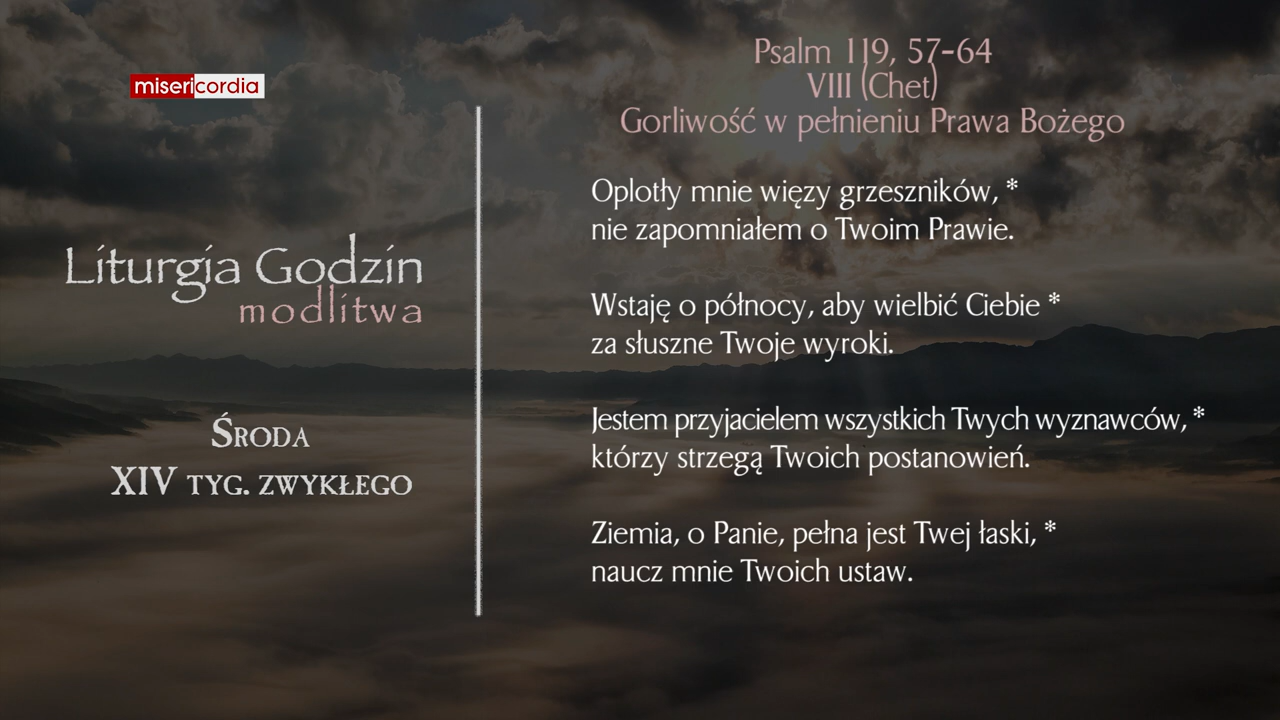 misericordia
Liturgia Godzin
modlitwa
Środa
XIV tyg. zwykłego
Psalm 119, 57-64
VIII (Chet)
Gorliwość w pełnieniu Prawa Bożego
Oplotły mnie więzy grzeszników, *
nie zapomniałem o Twoim Prawie.
Wstaję o północy, aby wielbić Ciebie *
za słuszne Twoje wyroki.
Jestem przyjacielem wszystkich Twych wyznawców, *
którzy strzegą Twoich postanowień.
Ziemia, o Panie, pełna jest Twej łaski, *
naucz mnie Twoich ustaw.